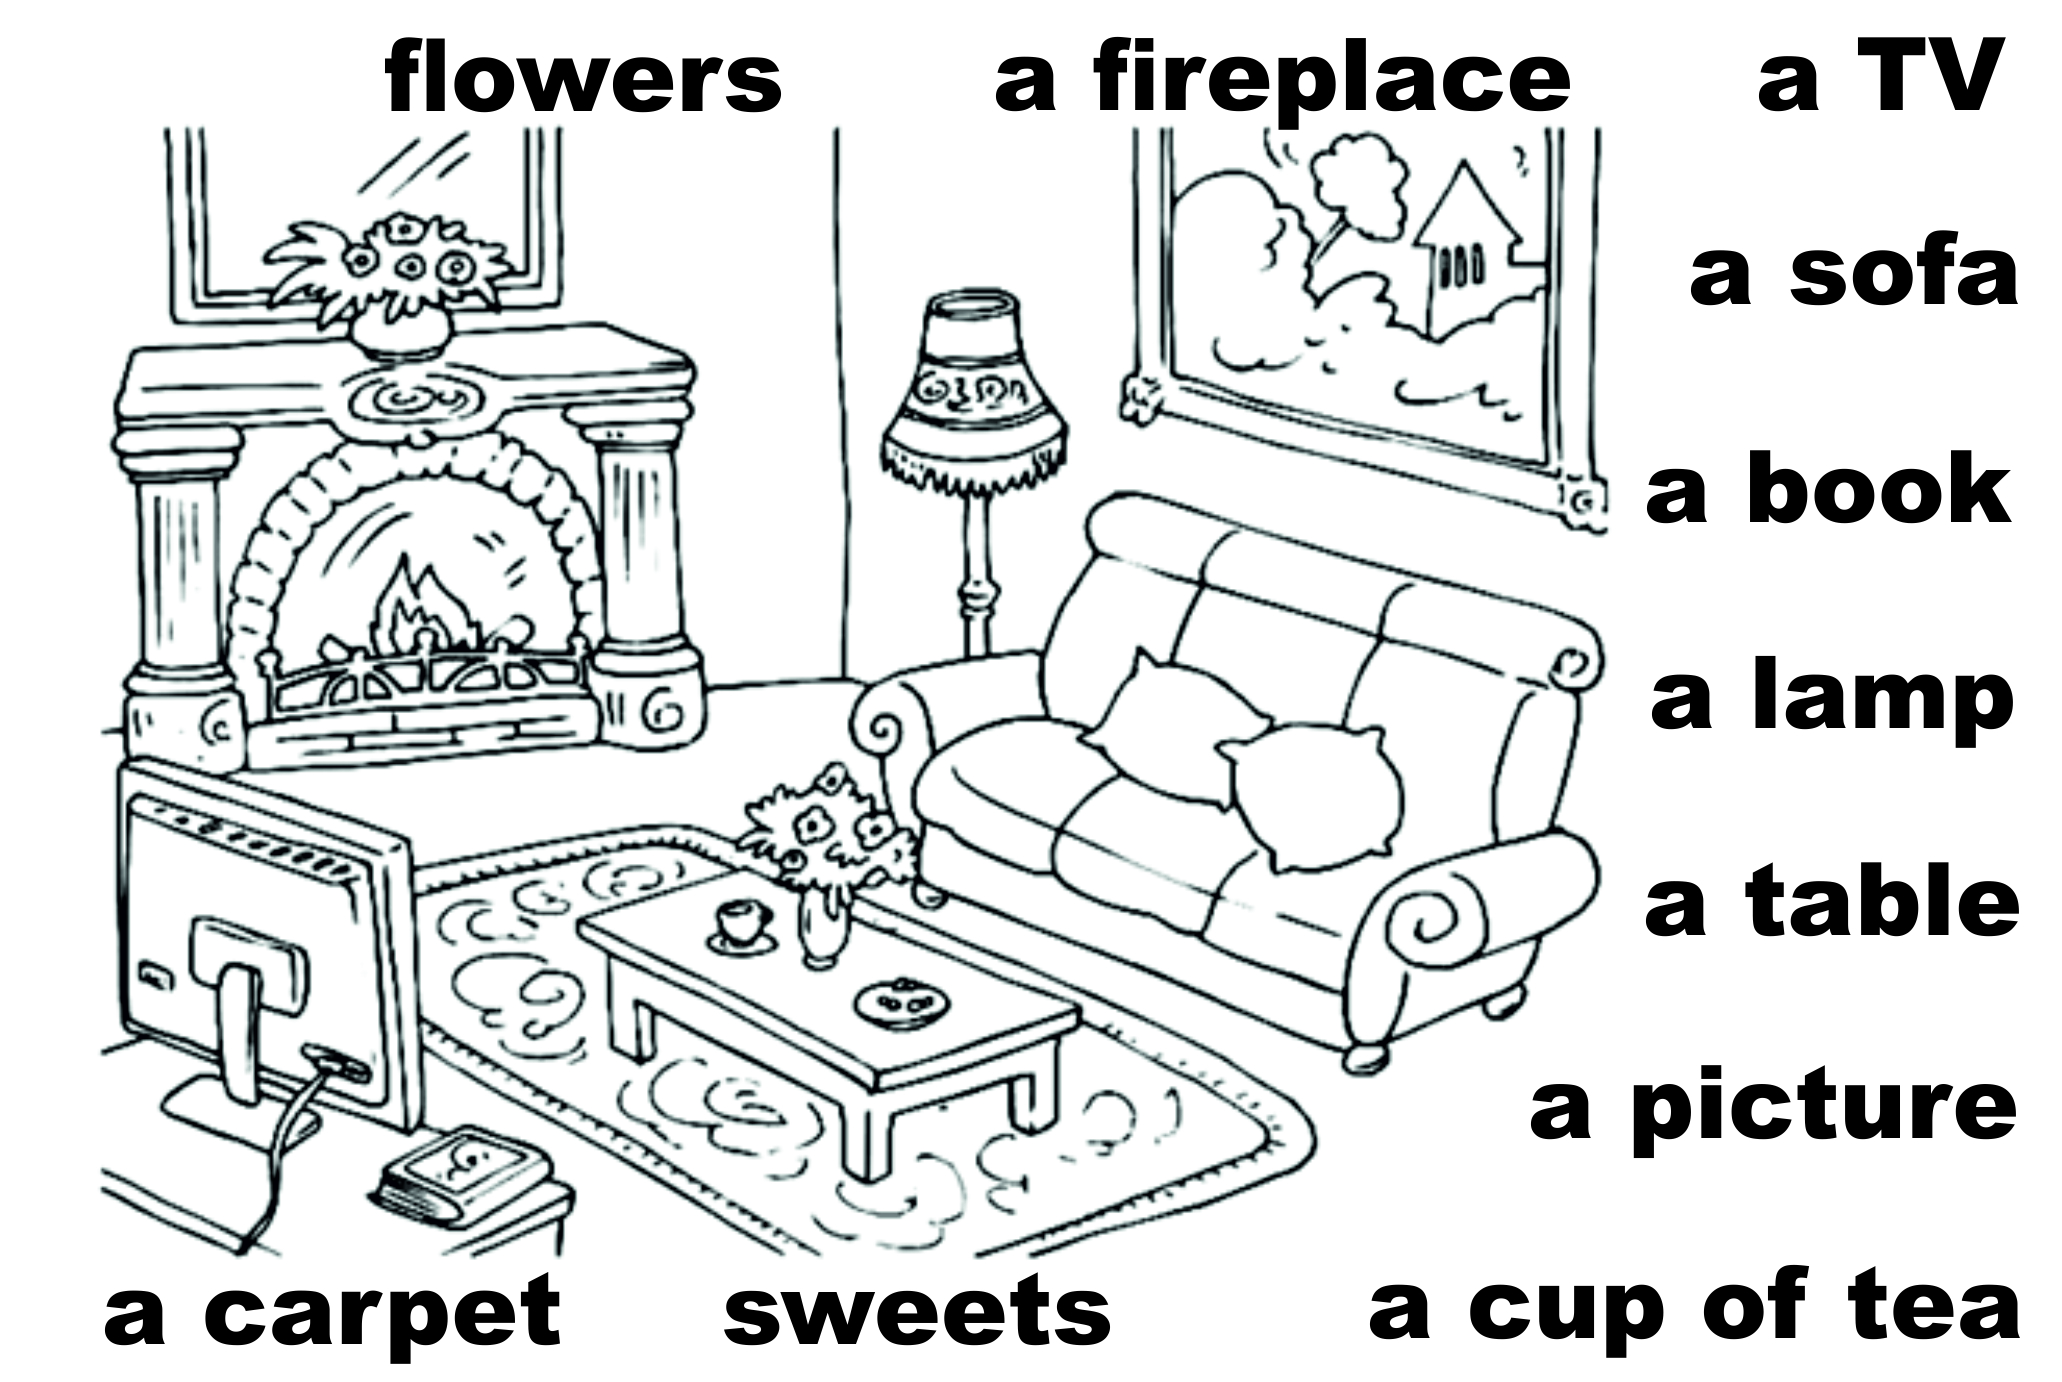 flowers
a fireplace
a TV
a sofa
a book
a lamp
a table
a picture
a carpet
sweets
a cup of tea